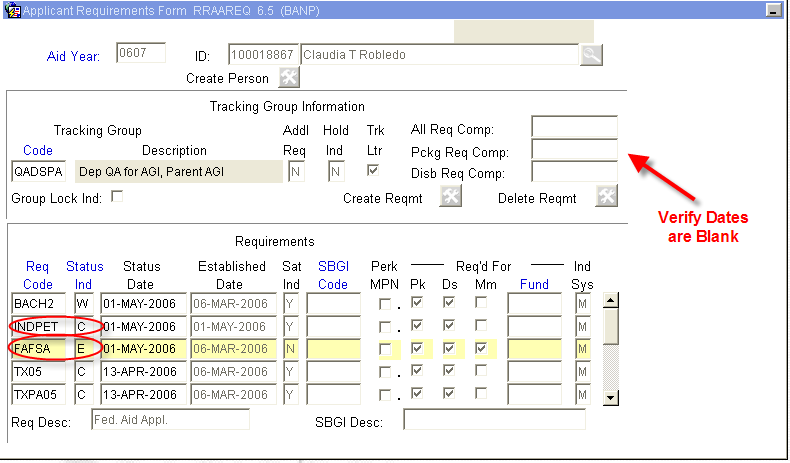 Applicant Requirements Form RRAAREQ 6.5 (BANP)
Aid Year: 0607 ID: 100018867 Claudia T Robledo
Create Person
Tracking Group Information
Tracking Group Addl Hold Trk All Req Comp:
Code Description Req Ind Ltr Pckg Req Comp:
QADSPA Dep QA for AGI, Parent AGI N N Disb Req Comp:
Group Lock Ind: Create Reqmt Delete Reqmt
Verify Dates
are Blank
Requirements
Req Status Status Established Sat SBGI Perk Req'd For Ind
Code Ind Date Date Ind Code MPN Pk Ds Mm Fund Sys
BACH2 W 01-MAY-2006 06-MAR-2006 Y M
INDPET C 01-MAY-2006 01-MAY-2006 Y M
FAFSA E 01-MAY-2006 06-MAR-2006 N M
TX05 C 13-APR-2006 06-MAR-2006 Y M
TXPA05 C 13-APR-2006 06-MAR-2006 Y M
Req Desc: Fed. Aid Appl. SBGI Desc: